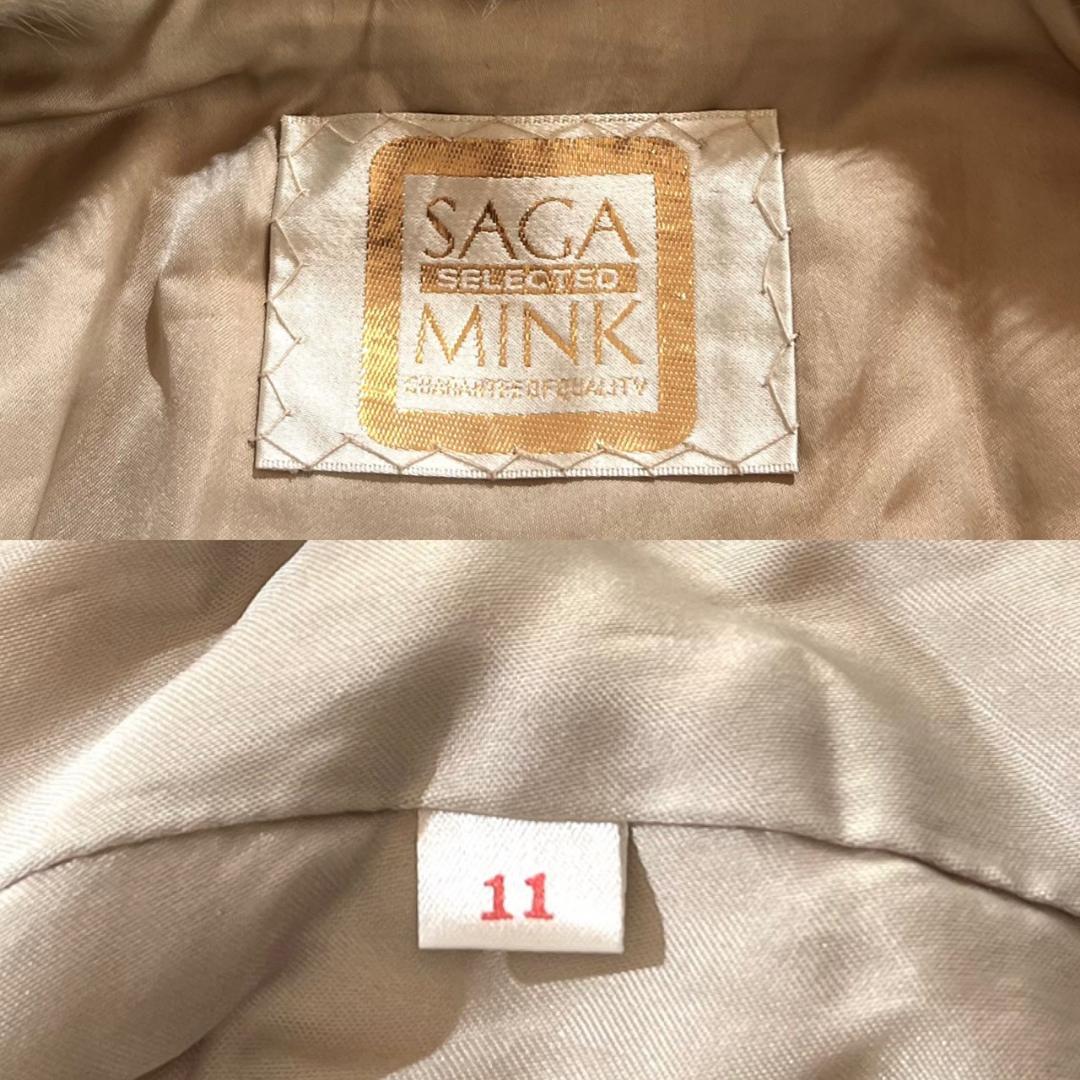 SAGA
SELECTED
MINK
GUARANTEE OF QUALITY
11